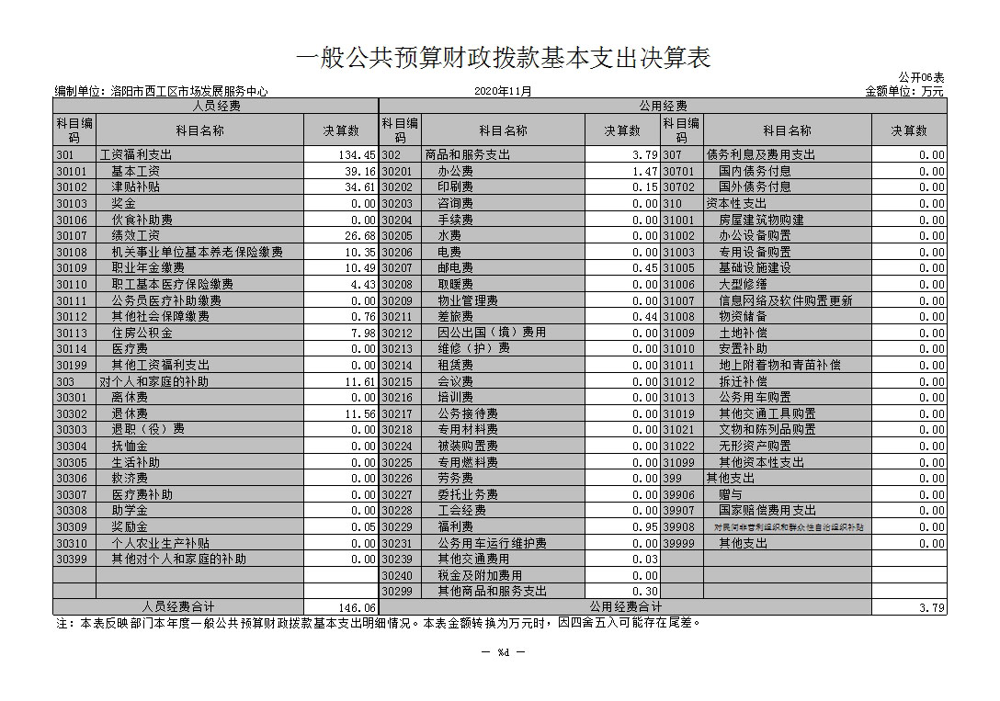 一般公共预算财政拨款基本支出决算表
公开06表
编制单位：洛阳市西工区市场发展服务中心 2020年11月 金额单位：万元
人员经费 公用经费
科目编码 科目名称 决算数 科目编码 科目名称 决算数 科目编码 科目名称 决算数
301 工资福利支出 134.45 302 商品和服务支出 3.79 307 债务利息及费用支出 0.00
30101 基本工资 39.16 30201 办公费 1.47 30701 国内债务付息 0.00
30102 津贴补贴 34.61 30202 印刷费 0.15 30702 国外债务付息 0.00
30103 奖金 0.00 30203 咨询费 0.00 310 资本性支出 0.00
30106 伙食补助费 0.00 30204 手续费 0.00 31001 房屋建筑物购建 0.00
30107 绩效工资 26.68 30205 水费 0.00 31002 办公设备购置 0.00
30108 机关事业单位基本养老保险缴费 10.35 30206 电费 0.00 31003 专用设备购置 0.00
30109 职业年金缴费 10.49 30207 邮电费 0.45 31005 基础设施建设 0.00
30110 职工基本医疗保险缴费 4.43 30208 取暖费 0.00 31006 大型修缮 0.00
30111 公务员医疗补助缴费 0.00 30209 物业管理费 0.00 31007 信息网络及软件购置更新 0.00
30112 其他社会保障缴费 0.76 30211 差旅费 0.44 31008 物资储备 0.00
30113 住房公积金 7.98 30212 因公出国（境）费用 0.00 31009 土地补偿 0.00
30114 医疗费 0.00 30213 维修（护）费 0.00 31010 安置补助 0.00
30199 其他工资福利支出 0.00 30214 租赁费 0.00 31011 地上附着物和青苗补偿 0.00
303 对个人和家庭的补助 11.61 30215 会议费 0.00 31012 拆迁补偿 0.00
30301 离休费 0.00 30216 培训费 0.00 31013 公务用车购置 0.00
30302 退休费 11.56 30217 公务接待费 0.00 31019 其他交通工具购置 0.00
30303 退职（役）费 0.00 30218 专用材料费 0.00 31021 文物和陈列品购置 0.00
30304 抚恤金 0.00 30224 被装购置费 0.00 31022 无形资产购置 0.00
30305 生活补助 0.00 30225 专用燃料费 0.00 31099 其他资本性支出 0.00
30306 救济费 0.00 30226 劳务费 0.00 399 其他支出 0.00
30307 医疗费补助 0.00 30227 委托业务费 0.00 39906 赠与 0.00
30308 助学金 0.00 30228 工会经费 0.00 39907 国家赔偿费用支出 0.00
30309 奖励金 0.05 30229 福利费 0.95 39908 对民间非营利组织和群众性自治组织补贴 0.00
30310 个人农业生产补贴 0.00 30231 公务用车运行维护费 0.00 39999 其他支出 0.00
30399 其他对个人和家庭的补助 0.00 30239 其他交通费用 0.03
30240 税金及附加费用 0.00
30299 其他商品和服务支出 0.30
人员经费合计 146.06 公用经费合计 3.79
注：本表反映部门本年度一般公共预算财政拨款基本支出明细情况。本表金额转换为万元时，因四舍五入可能存在尾差。
— %d —